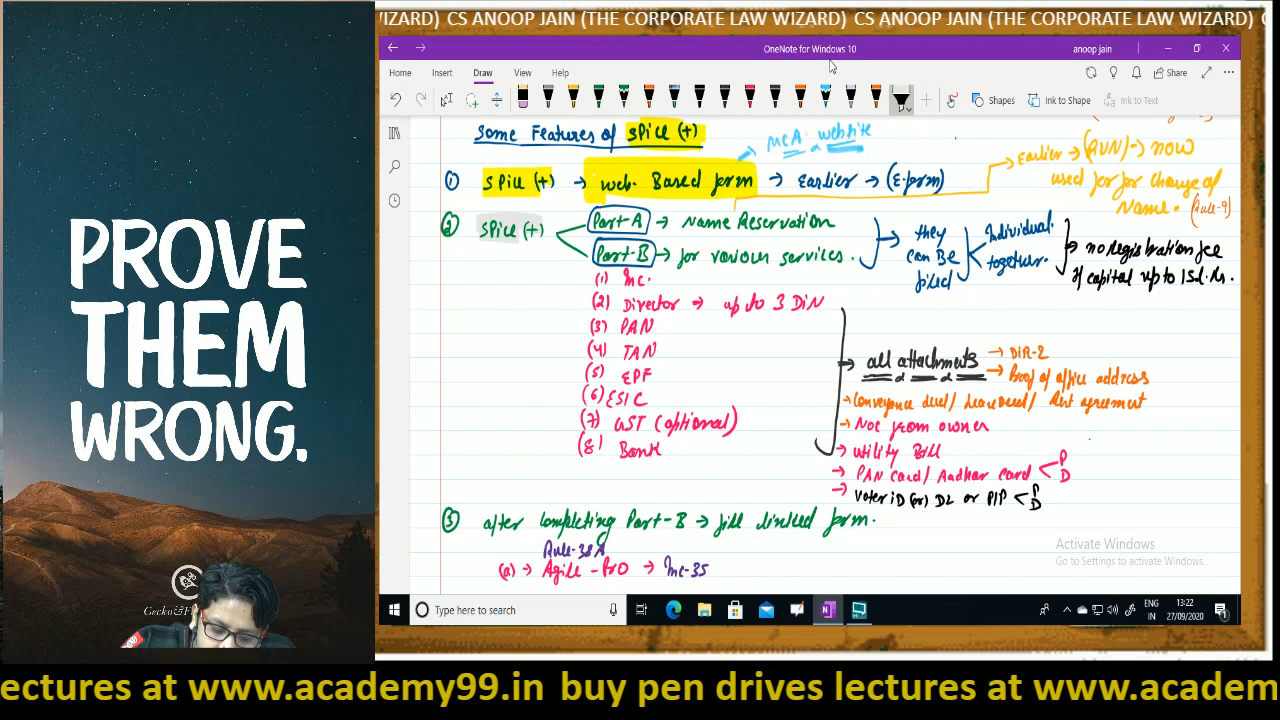 WIZARD) CS ANOOP JAIN (THE CORPORATE LAW WIZARD) CS ANOOP JAIN (THE CORPORATE LAW WIZARD)
OneNote for Windows 10
anoop jain
Home Insert Draw View Help
Share
Shapes Ink to Shape Ink to Text
Some Features of SPice (+)
MCA website
① SPice (+) → web-Based form → Earlier → (E-form)
Earlier → (RUN) → now
used for for change of
Name. (Rule-9)
② SPice (+)
Part-A → Name Reservation
Part-B → for various services.
they
can Be
filed
Individual.
together.
no Registration fee
if capital up to 15L.Rs.
(1) Inc.
(2) Director → up to 3 DIN
(3) PAN
(4) TAN
(5) EPF
(6) ESIC
(7) GST (optional)
(8) Bank
→ all attachments
→ DIR-2
→ Proof of office address
→ Conveyance deed/ Lease deed/ Rent agreement
→ Noc from owner
→ Utility Bill
→ PAN card/ Aadhar card < P D
→ Voter ID (or) DL or P/P < P D
③ after completing Part-B → fill linked form.
Rule-38A
(a) → Agile-Pro → Inc-35
Activate Windows
Go to Settings to activate Windows.
Type here to search
ENG
IN
13:22
27/09/2020
1
PROVE
THEM
WRONG.
ectures at www.academy99.in buy pen drives lectures at www.academ